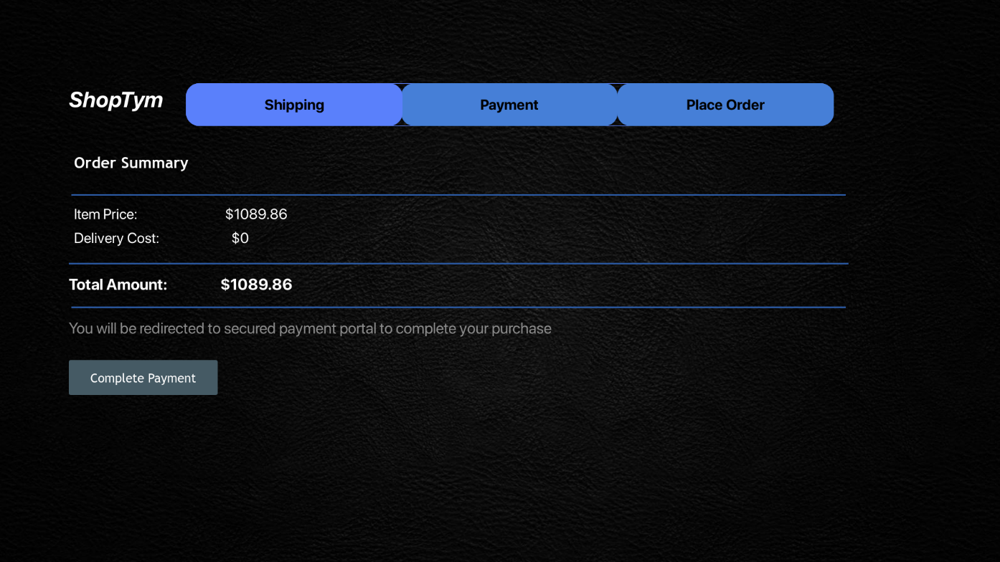 ShopTym
Shipping Payment Place Order
Order Summary
Item Price: $1089.86
Delivery Cost: $0
Total Amount: $1089.86
You will be redirected to secured payment portal to complete your purchase
Complete Payment